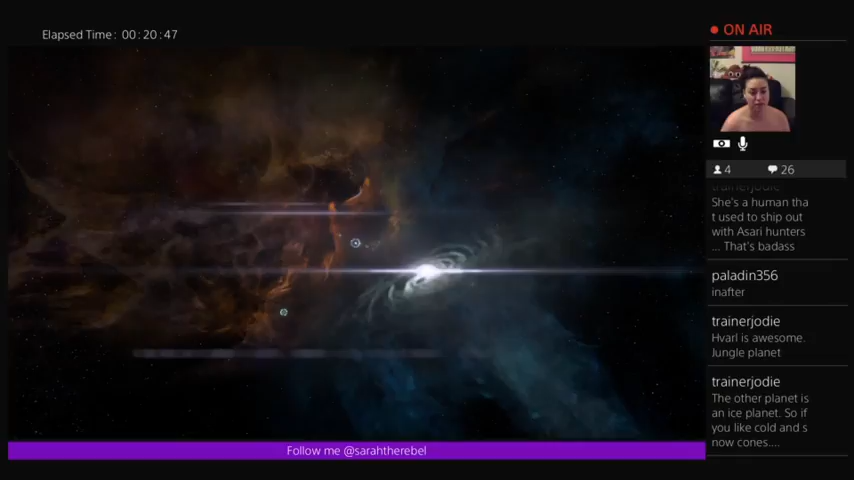 Elapsed Time: 00:20:47
ON AIR
4
26
trainerjodie
She's a human tha
t used to ship out
with Asari hunters
... That's badass
paladin356
inafter
trainerjodie
Hvarl is awesome.
Jungle planet
trainerjodie
The other planet is
an ice planet. So if
you like cold and s
now cones....
Follow me @sarahtherebel